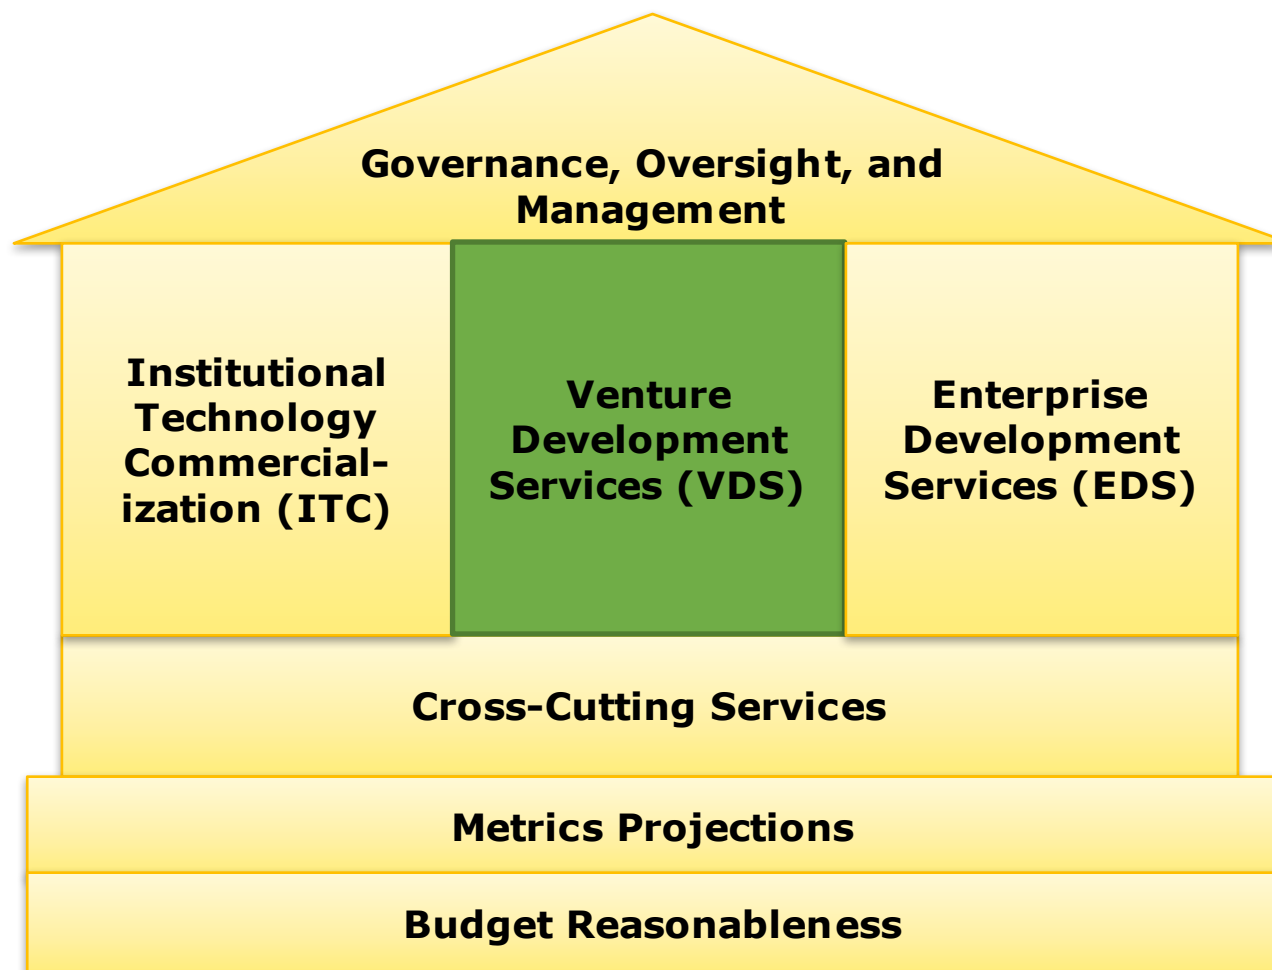 Governance, Oversight, and
Management
Institutional
Technology
Commercial-
ization (ITC)
Venture
Development
Services (VDS)
Enterprise
Development
Services (EDS)
Cross-Cutting Services
Metrics Projections
Budget Reasonableness